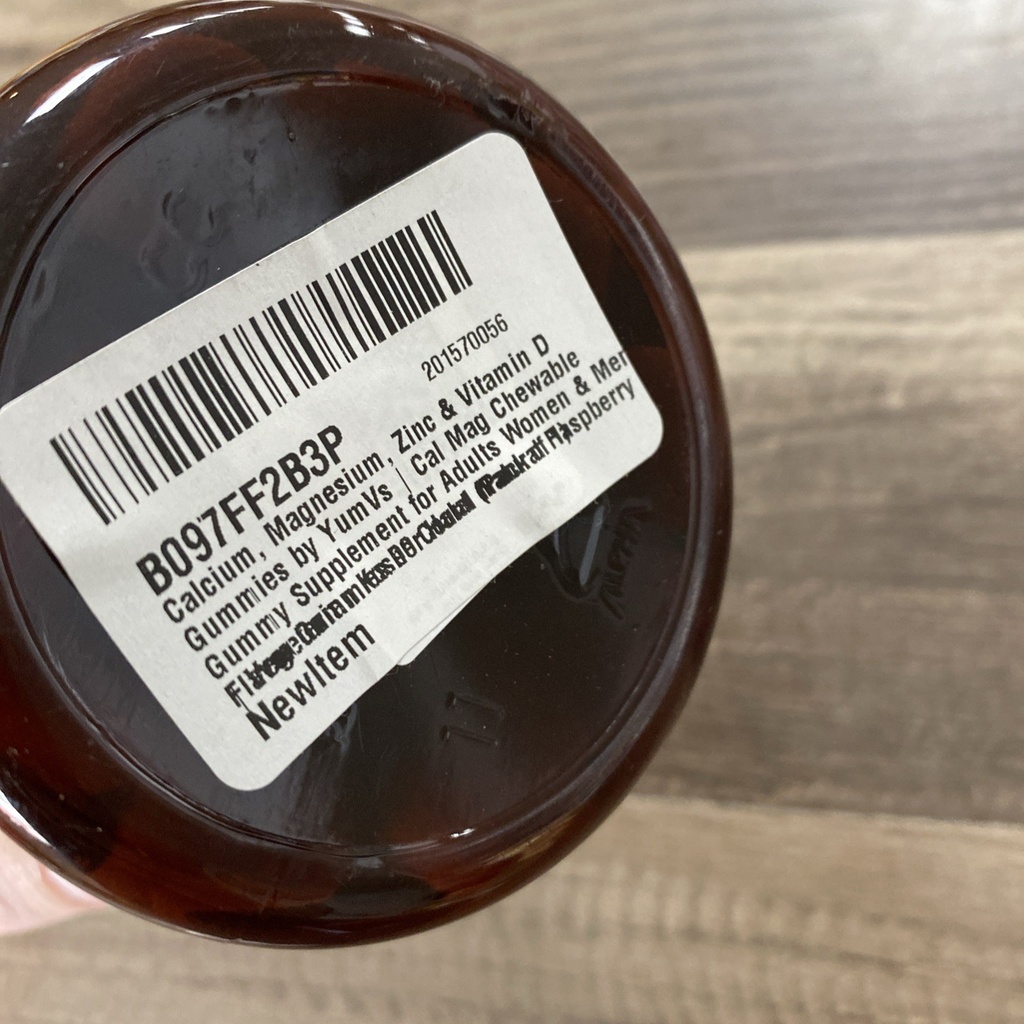 201570056
B097FF2B3P
Calcium, Magnesium, Zinc & Vitamin D
Gummies by YumVs | Cal Mag Chewable
Gummy Supplement for Adults Women & Men
Raspberry
NewItem
11